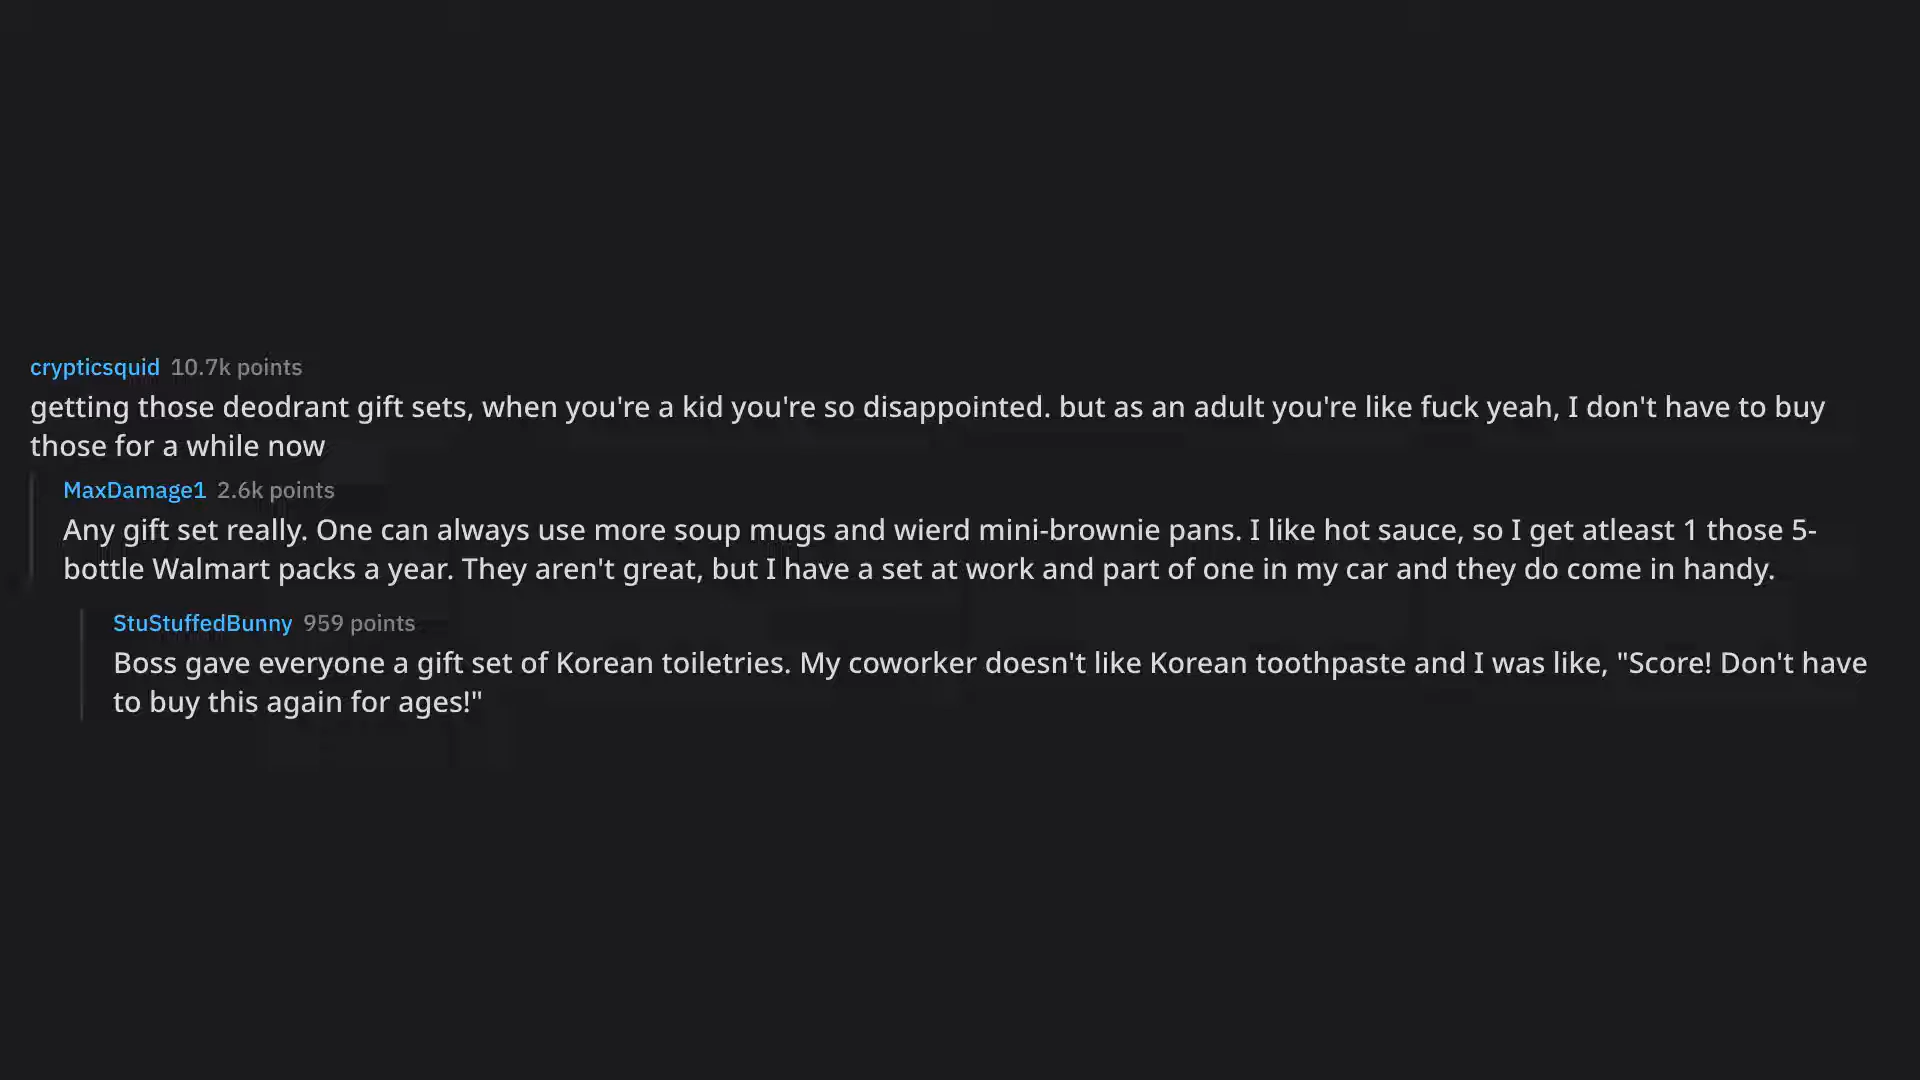 crypticsquid 10.7k points
getting those deodrant gift sets, when you're a kid you're so disappointed. but as an adult you're like fuck yeah, I don't have to buy
those for a while now
MaxDamage1 2.6k points
Any gift set really. One can always use more soup mugs and wierd mini-brownie pans. I like hot sauce, so I get atleast 1 those 5-
bottle Walmart packs a year. They aren't great, but I have a set at work and part of one in my car and they do come in handy.
StuStuffedBunny 959 points
Boss gave everyone a gift set of Korean toiletries. My coworker doesn't like Korean toothpaste and I was like, "Score! Don't have
to buy this again for ages!"